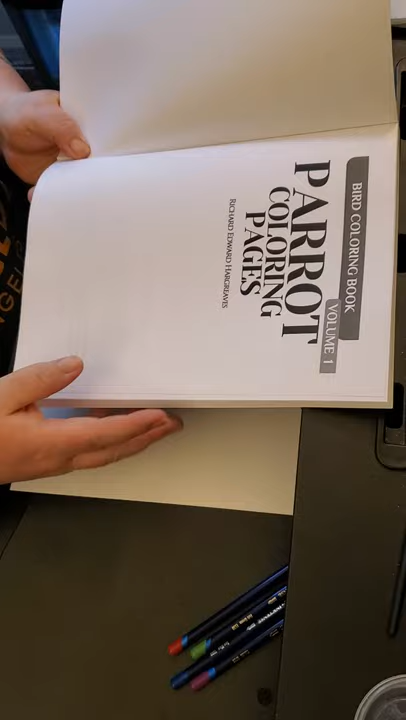 BIRD COLORING BOOK
VOLUME 1
PARROT
COLORING
PAGES
RICHARD EDWARD HARGREAVES